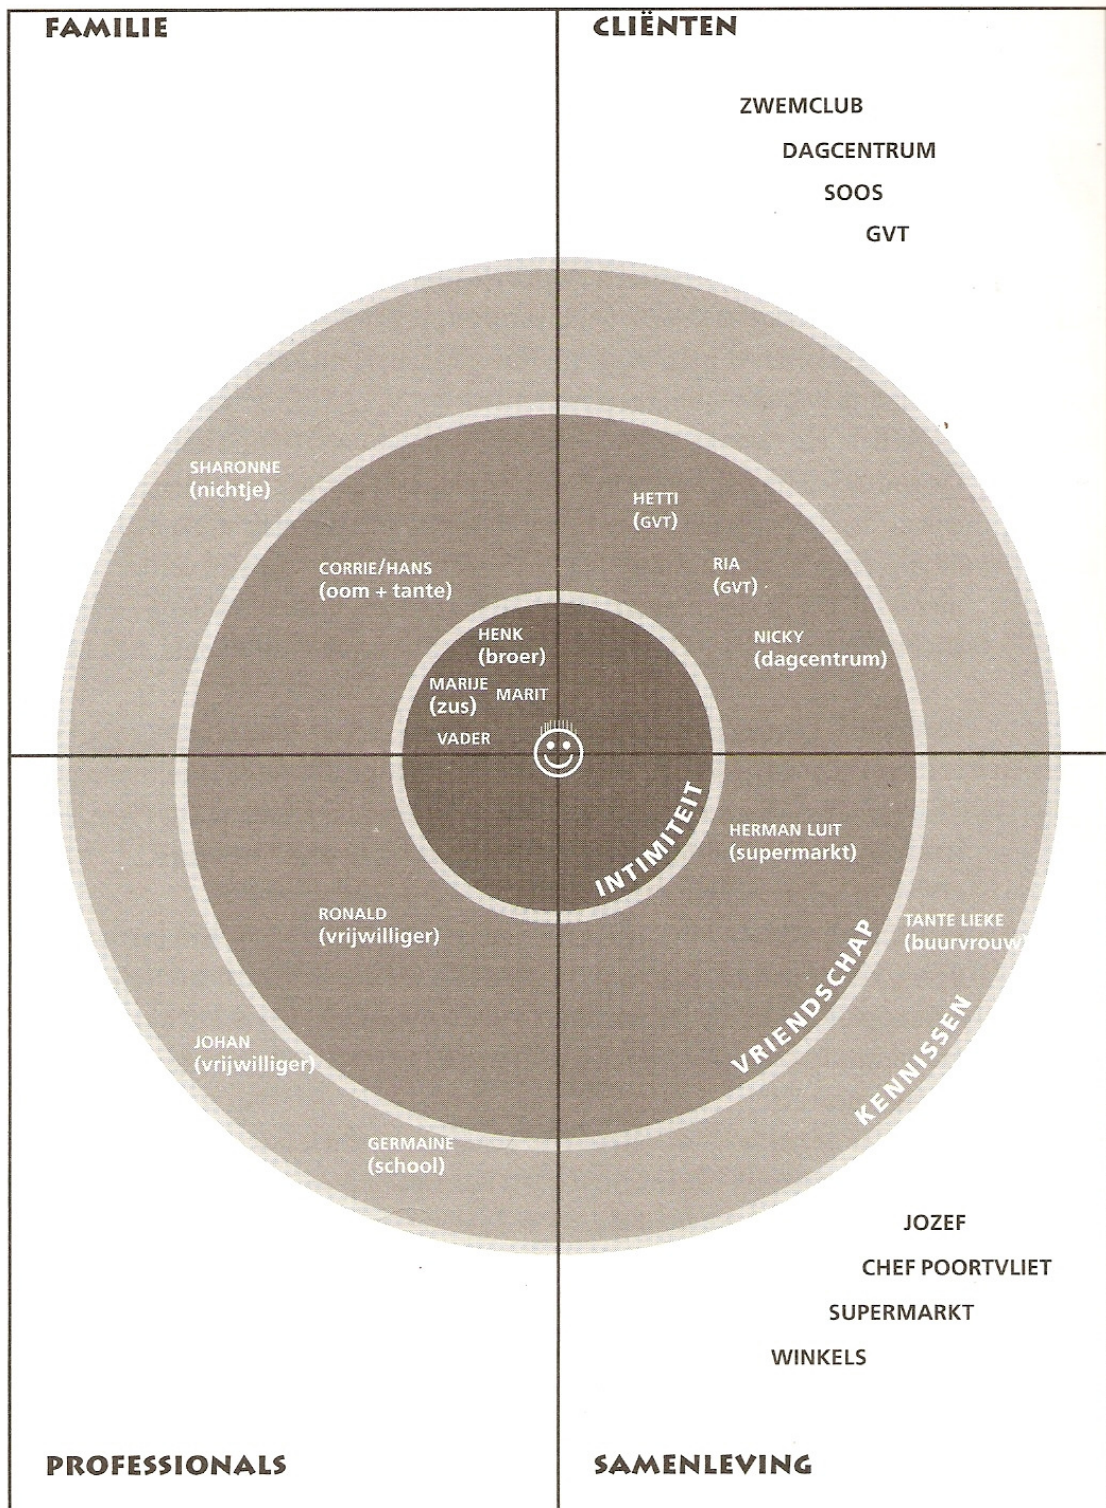 FAMILIE
CLIËNTEN
ZWEMCLUB
DAGCENTRUM
SOOS
GVT
SHARONNE
(nichtje)
CORRIE/HANS
(oom + tante)
HENK
(broer)
MARIJE
(zus)
MARIT
VADER
HETTI
(GVT)
RIA
(GVT)
NICKY
(dagcentrum)
INTIMITEIT
HERMAN LUIT
(supermarkt)
RONALD
(vrijwilliger)
TANTE LIEKE
(buurvrouw)
VRIENDSCHAP
KENNISSEN
JOHAN
(vrijwilliger)
GERMAINE
(school)
JOZEF
CHEF POORTVLIET
SUPERMARKT
WINKELS
PROFESSIONALS
SAMENLEVING